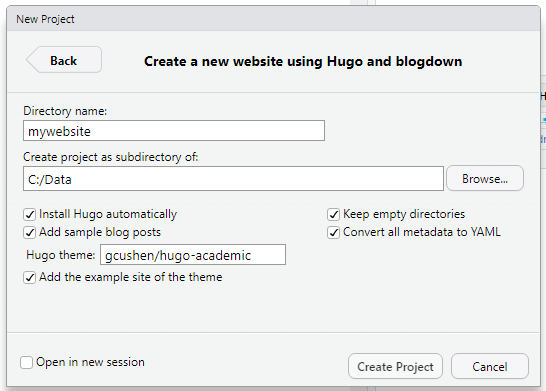 New Project
Back
Create a new website using Hugo and blogdown
Directory name:
mywebsite
Create project as subdirectory of:
C:/Data
Browse...
Install Hugo automatically
Keep empty directories
Add sample blog posts
Convert all metadata to YAML
Hugo theme: gcushen/hugo-academic
Add the example site of the theme
Open in new session
Create Project
Cancel